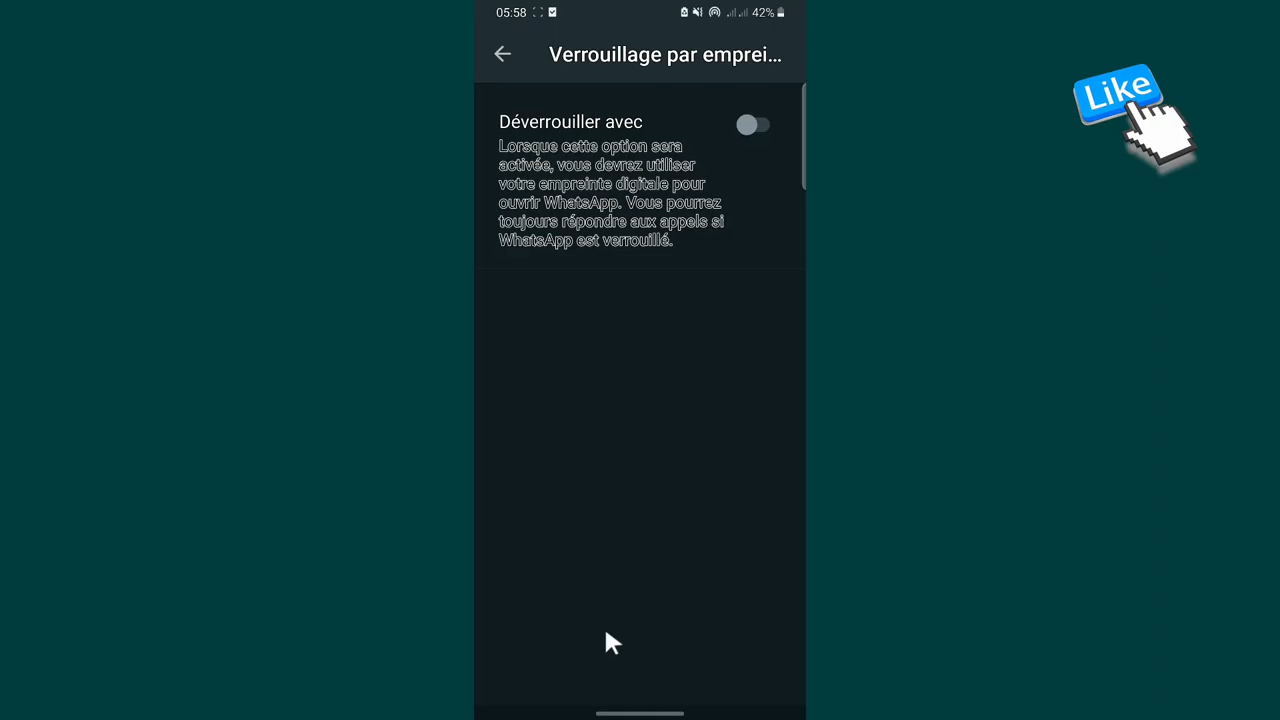 05:58
42%
Verrouillage par emprei...
Déverrouiller avec
Lorsque cette option sera
activée, vous devrez utiliser
votre empreinte digitale pour
ouvrir WhatsApp. Vous pourrez
toujours répondre aux appels si
WhatsApp est verrouillé.
Like